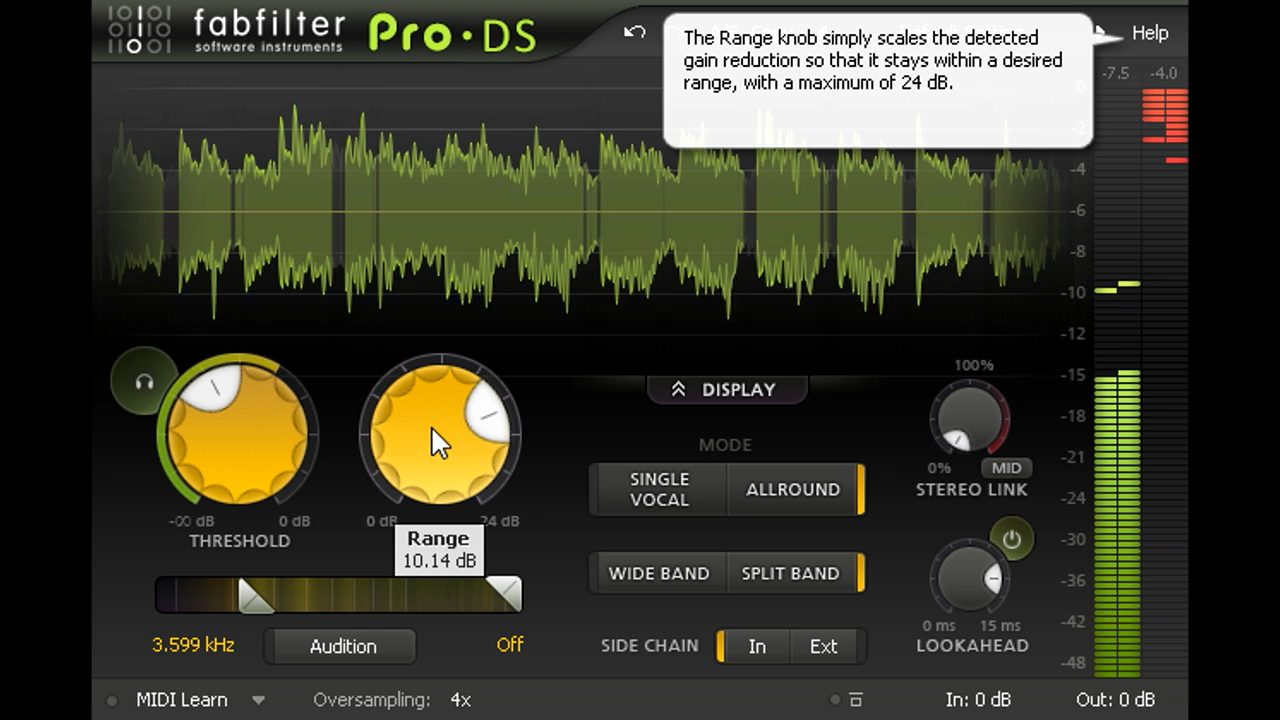 fabfilter
software instruments
Pro·DS
Help
The Range knob simply scales the detected
gain reduction so that it stays within a desired
range, with a maximum of 24 dB.
-7.5 -4.0
0
-2
-4
-6
-8
-10
-12
-15
-18
-21
-24
-30
-36
-42
-48
-00 dB 0 dB
THRESHOLD
0 dB 24 dB
Range
10.14 dB
DISPLAY
MODE
SINGLE
VOCAL
ALLROUND
WIDE BAND SPLIT BAND
SIDE CHAIN In Ext
100%
0% MID
STEREO LINK
0 ms 15 ms
LOOKAHEAD
3.599 kHz Audition Off
MIDI Learn Oversampling: 4x In: 0 dB Out: 0 dB